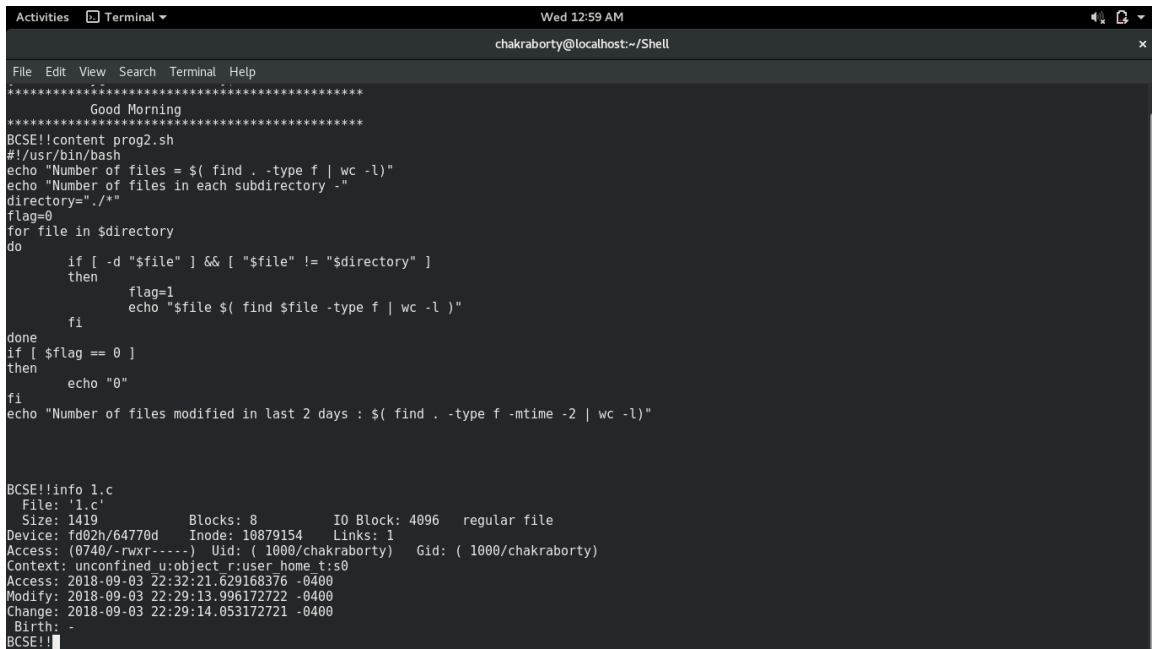 Activities Terminal Wed 12:59 AM
chakraborty@localhost:~/Shell ×
File Edit View Search Terminal Help
***********************************************
Good Morning
***********************************************
BCSE!!content prog2.sh
#!/usr/bin/bash
echo "Number of files = $( find . -type f | wc -l)"
echo "Number of files in each subdirectory -"
directory="./*"
flag=0
for file in $directory
do
        if [ -d "$file" ] && [ "$file" != "$directory" ]
        then
                flag=1
                echo "$file $( find $file -type f | wc -l )"
        fi
done
if [ $flag == 0 ]
then
        echo "0"
fi
echo "Number of files modified in last 2 days : $( find . -type f -mtime -2 | wc -l)"
BCSE!!info 1.c
  File: '1.c'
  Size: 1419            Blocks: 8          IO Block: 4096   regular file
Device: fd02h/64770d    Inode: 10879154    Links: 1
Access: (0740/-rwxr-----)  Uid: ( 1000/chakraborty)   Gid: ( 1000/chakraborty)
Context: unconfined_u:object_r:user_home_t:s0
Access: 2018-09-03 22:32:21.629168376 -0400
Modify: 2018-09-03 22:29:13.996172722 -0400
Change: 2018-09-03 22:29:14.053172721 -0400
 Birth: -
BCSE!!